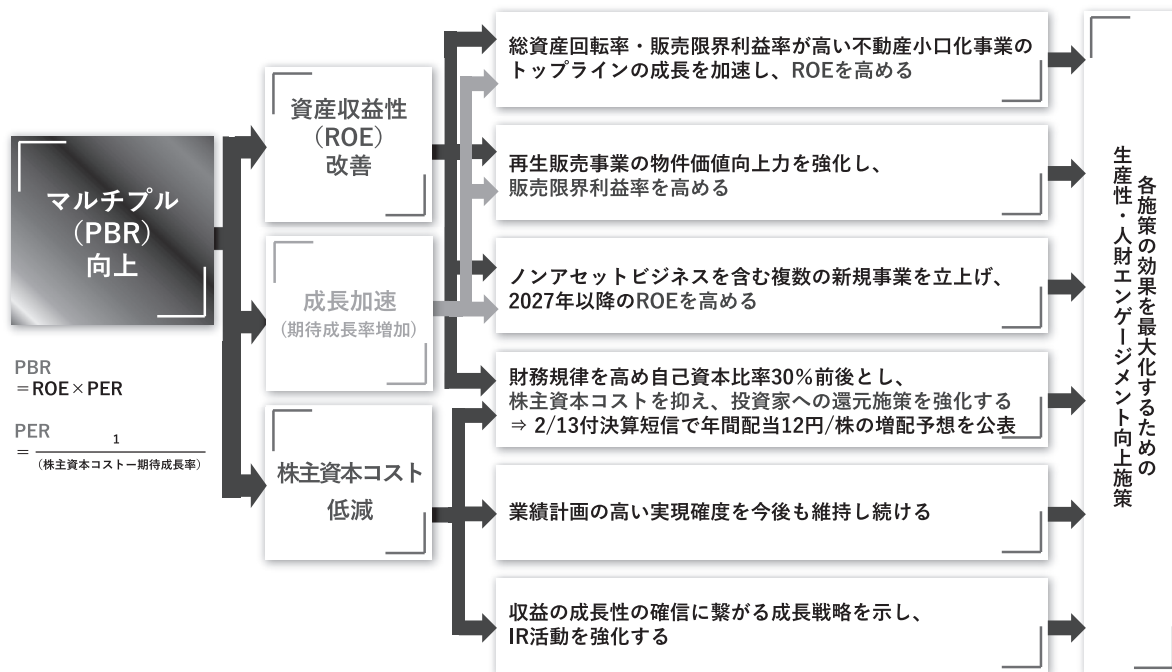 マルチプル
（PBR）
向上
PBR
＝ROE×PER
PER
＝ 1
（株主資本コストー期待成長率）
資産収益性
（ROE）
改善
成長加速
（期待成長率増加）
株主資本コスト
低減
総資産回転率・販売限界利益率が高い不動産小口化事業の
トップラインの成長を加速し、ROEを高める
再生販売事業の物件価値向上力を強化し、
販売限界利益率を高める
ノンアセットビジネスを含む複数の新規事業を立上げ、
2027年以降のROEを高める
財務規律を高め自己資本比率30％前後とし、
株主資本コストを抑え、投資家への還元施策を強化する
⇒ 2/13付決算短信で年間配当12円/株の増配予想を公表
業績計画の高い実現確度を今後も維持し続ける
収益の成長性の確信に繋がる成長戦略を示し、
IR活動を強化する
各施策の効果を最大化するための
生産性・人財エンゲージメント向上施策